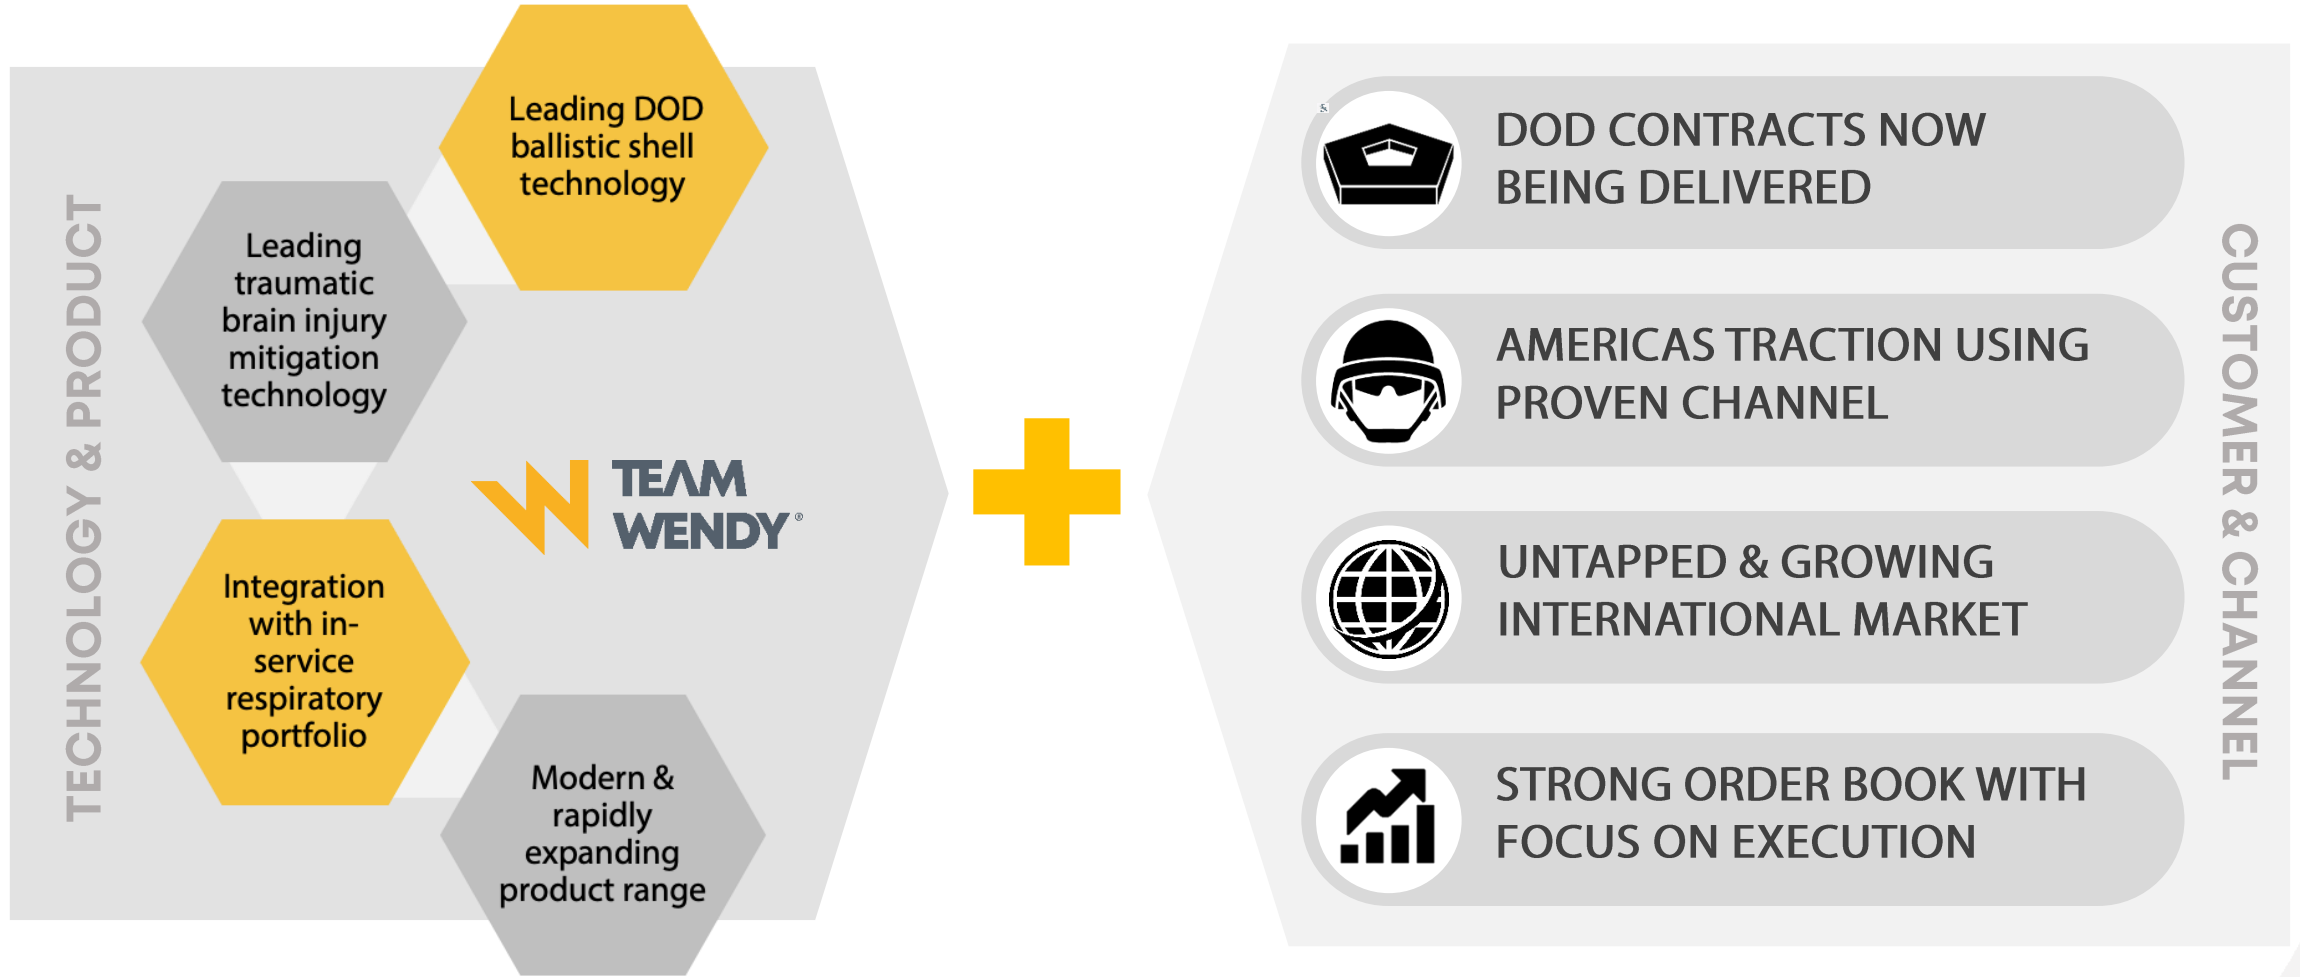 TECHNOLOGY & PRODUCT
Leading DOD
ballistic shell
technology
Leading
traumatic
brain injury
mitigation
technology
TEAM
WENDY®
Integration
with in-
service
respiratory
portfolio
Modern &
rapidly
expanding
product range
DOD CONTRACTS NOW
BEING DELIVERED
AMERICAS TRACTION USING
PROVEN CHANNEL
UNTAPPED & GROWING
INTERNATIONAL MARKET
STRONG ORDER BOOK WITH
FOCUS ON EXECUTION
CUSTOMER & CHANNEL